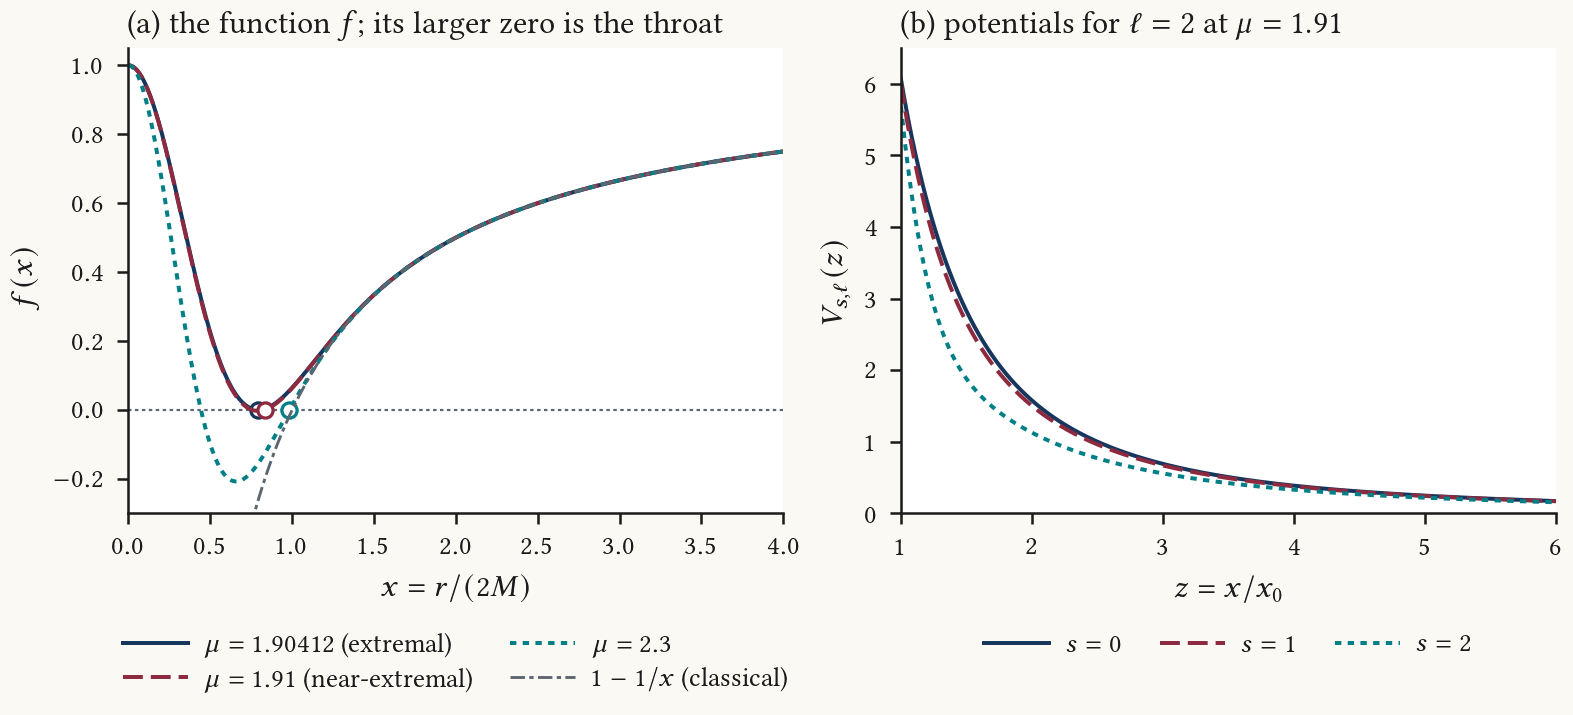 (a) the function f; its larger zero is the throat
1.0
0.8
0.6
0.4
0.2
0.0
−0.2
f(x)
0.0 0.5 1.0 1.5 2.0 2.5 3.0 3.5 4.0
x = r/(2M)
μ = 1.90412 (extremal)
μ = 1.91 (near-extremal)
μ = 2.3
1 − 1/x (classical)
(b) potentials for ℓ = 2 at μ = 1.91
6
5
4
3
2
1
0
V_{s,ℓ}(z)
1 2 3 4 5 6
z = x/x₀
s = 0 s = 1 s = 2